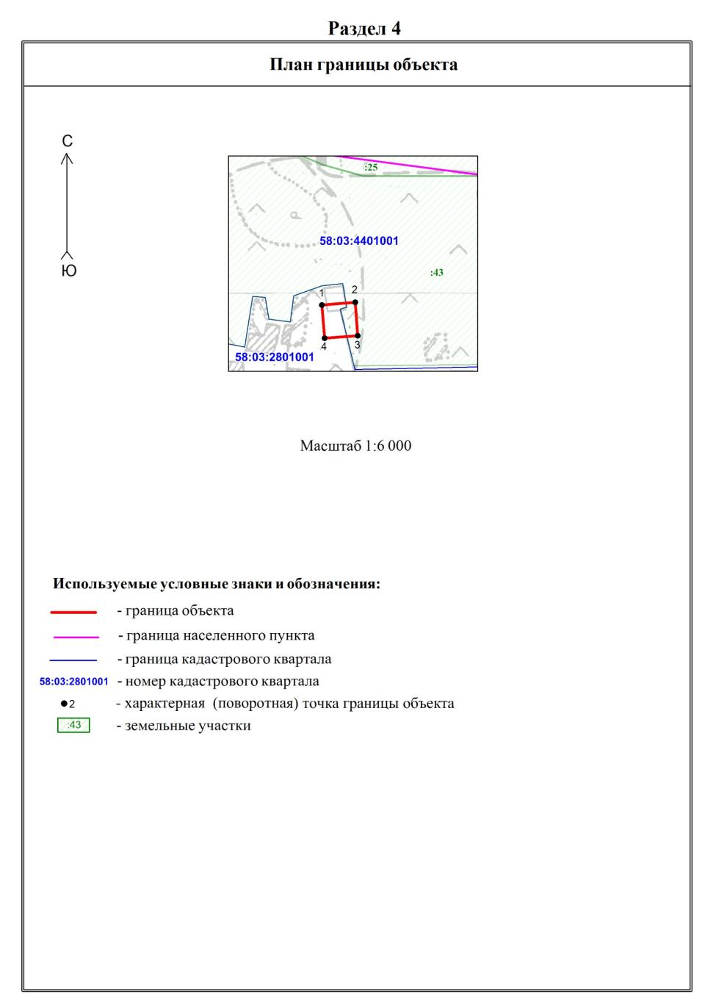 Раздел 4
План границы объекта
С
Ю
:25
58:03:4401001
:43
Р
1
2
3
4
58:03:2801001
Масштаб 1:6 000
Используемые условные знаки и обозначения:
- граница объекта
- граница населенного пункта
- граница кадастрового квартала
58:03:2801001 - номер кадастрового квартала
2 - характерная (поворотная) точка границы объекта
:43 - земельные участки